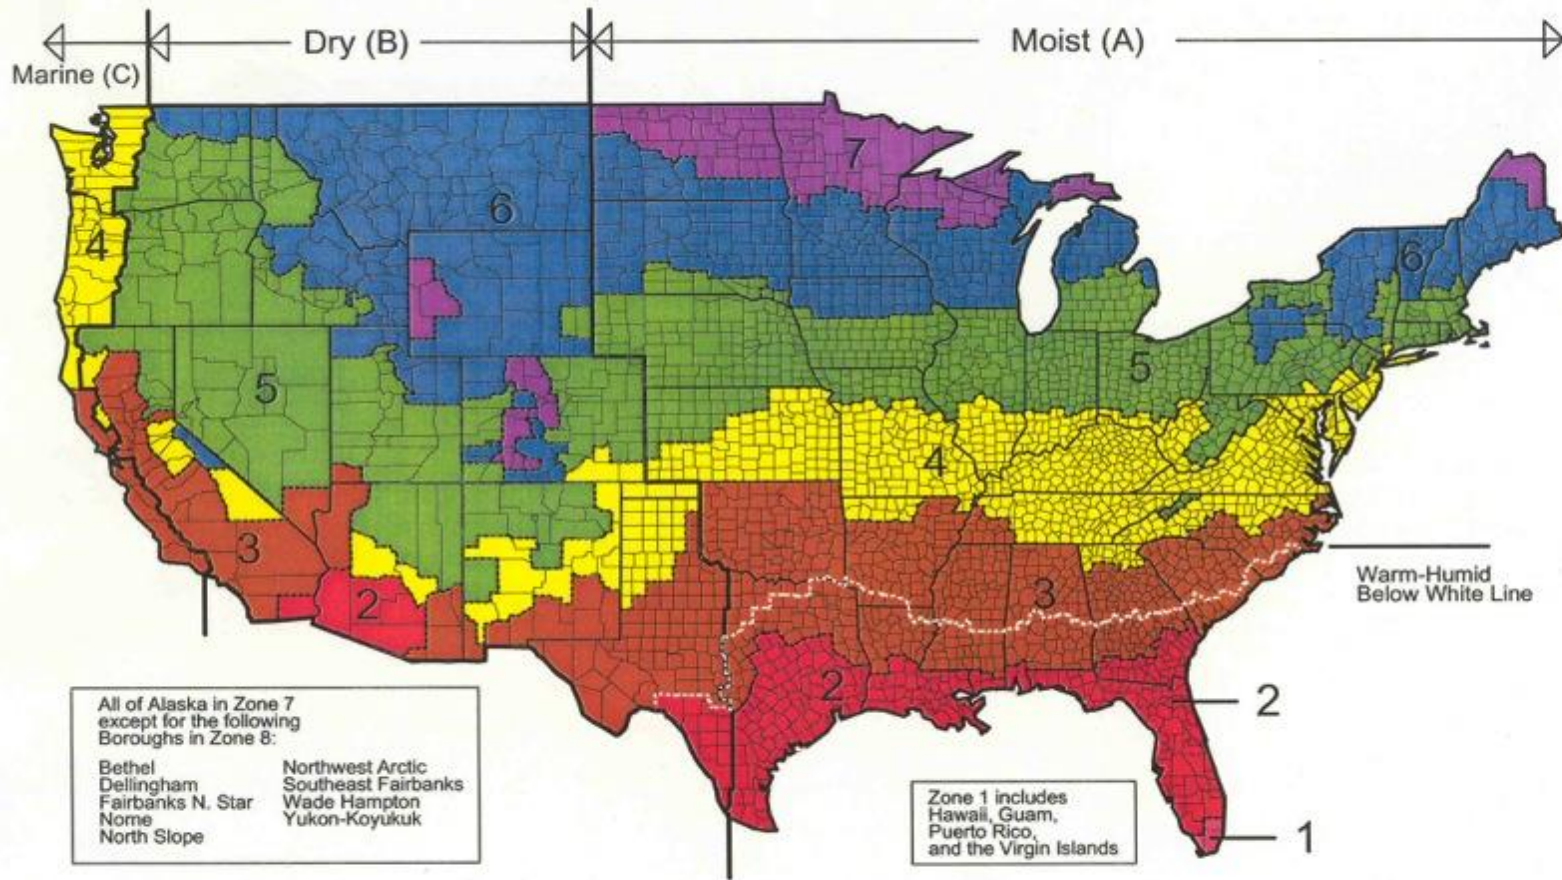 Marine (C)
Dry (B)
Moist (A)
7
6
6
4
5
5
4
3
3
2
2
Warm-Humid
Below White Line
2
1
All of Alaska in Zone 7
except for the following
Boroughs in Zone 8:
Bethel
Dellingham
Fairbanks N. Star
Nome
North Slope
Northwest Arctic
Southeast Fairbanks
Wade Hampton
Yukon-Koyukuk
Zone 1 includes
Hawaii, Guam,
Puerto Rico,
and the Virgin Islands